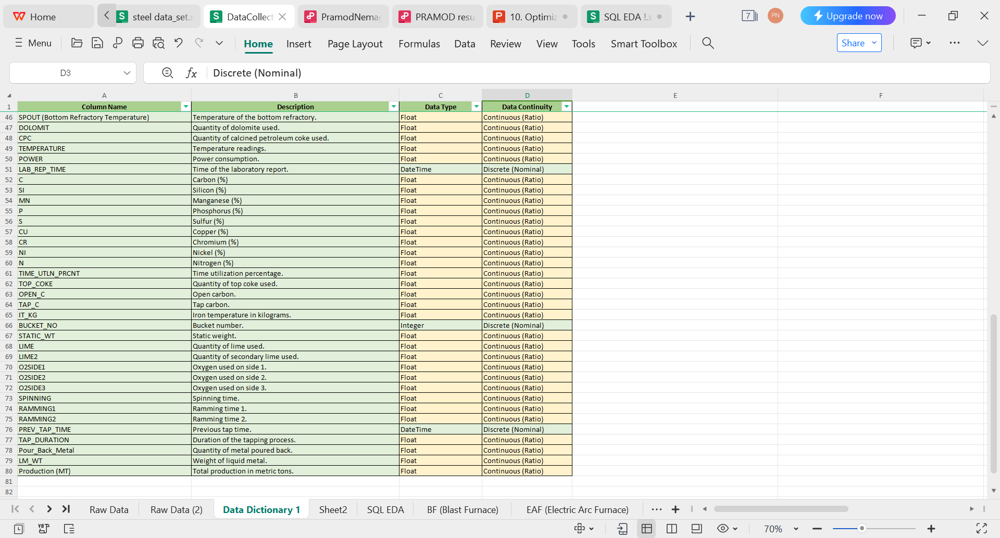 Home
steel data_set.x
DataCollect
PramodNemad
PRAMOD resu
10. Optimiz
SQL EDA !.x
7
PN
Upgrade now
Menu
Home
Insert
Page Layout
Formulas
Data
Review
View
Tools
Smart Toolbox
Share
D3
fx
Discrete (Nominal)
A B C D E F
1 Column Name Description Data Type Data Continuity
46 SPOUT (Bottom Refractory Temperature) Temperature of the bottom refractory. Float Continuous (Ratio)
47 DOLOMIT Quantity of dolomite used. Float Continuous (Ratio)
48 CPC Quantity of calcined petroleum coke used. Float Continuous (Ratio)
49 TEMPERATURE Temperature readings. Float Continuous (Ratio)
50 POWER Power consumption. Float Continuous (Ratio)
51 LAB_REP_TIME Time of the laboratory report. DateTime Discrete (Nominal)
52 C Carbon (%) Float Continuous (Ratio)
53 SI Silicon (%) Float Continuous (Ratio)
54 MN Manganese (%) Float Continuous (Ratio)
55 P Phosphorus (%) Float Continuous (Ratio)
56 S Sulfur (%) Float Continuous (Ratio)
57 CU Copper (%) Float Continuous (Ratio)
58 CR Chromium (%) Float Continuous (Ratio)
59 NI Nickel (%) Float Continuous (Ratio)
60 N Nitrogen (%) Float Continuous (Ratio)
61 TIME_UTLN_PRCNT Time utilization percentage. Float Continuous (Ratio)
62 TOP_COKE Quantity of top coke used. Float Continuous (Ratio)
63 OPEN_C Open carbon. Float Continuous (Ratio)
64 TAP_C Tap carbon. Float Continuous (Ratio)
65 IT_KG Iron temperature in kilograms. Float Continuous (Ratio)
66 BUCKET_NO Bucket number. Integer Discrete (Nominal)
67 STATIC_WT Static weight. Float Continuous (Ratio)
68 LIME Quantity of lime used. Float Continuous (Ratio)
69 LIME2 Quantity of secondary lime used. Float Continuous (Ratio)
70 O2SIDE1 Oxygen used on side 1. Float Continuous (Ratio)
71 O2SIDE2 Oxygen used on side 2. Float Continuous (Ratio)
72 O2SIDE3 Oxygen used on side 3. Float Continuous (Ratio)
73 SPINNING Spinning time. Float Continuous (Ratio)
74 RAMMING1 Ramming time 1. Float Continuous (Ratio)
75 RAMMING2 Ramming time 2. Float Continuous (Ratio)
76 PREV_TAP_TIME Previous tap time. DateTime Discrete (Nominal)
77 TAP_DURATION Duration of the tapping process. Float Continuous (Ratio)
78 Pour_Back_Metal Quantity of metal poured back. Float Continuous (Ratio)
79 LM_WT Weight of liquid metal. Float Continuous (Ratio)
80 Production (MT) Total production in metric tons. Float Continuous (Ratio)
81
82
Raw Data
Raw Data (2)
Data Dictionary 1
Sheet2
SQL EDA
BF (Blast Furnace)
EAF (Electric Arc Furnace)
70%